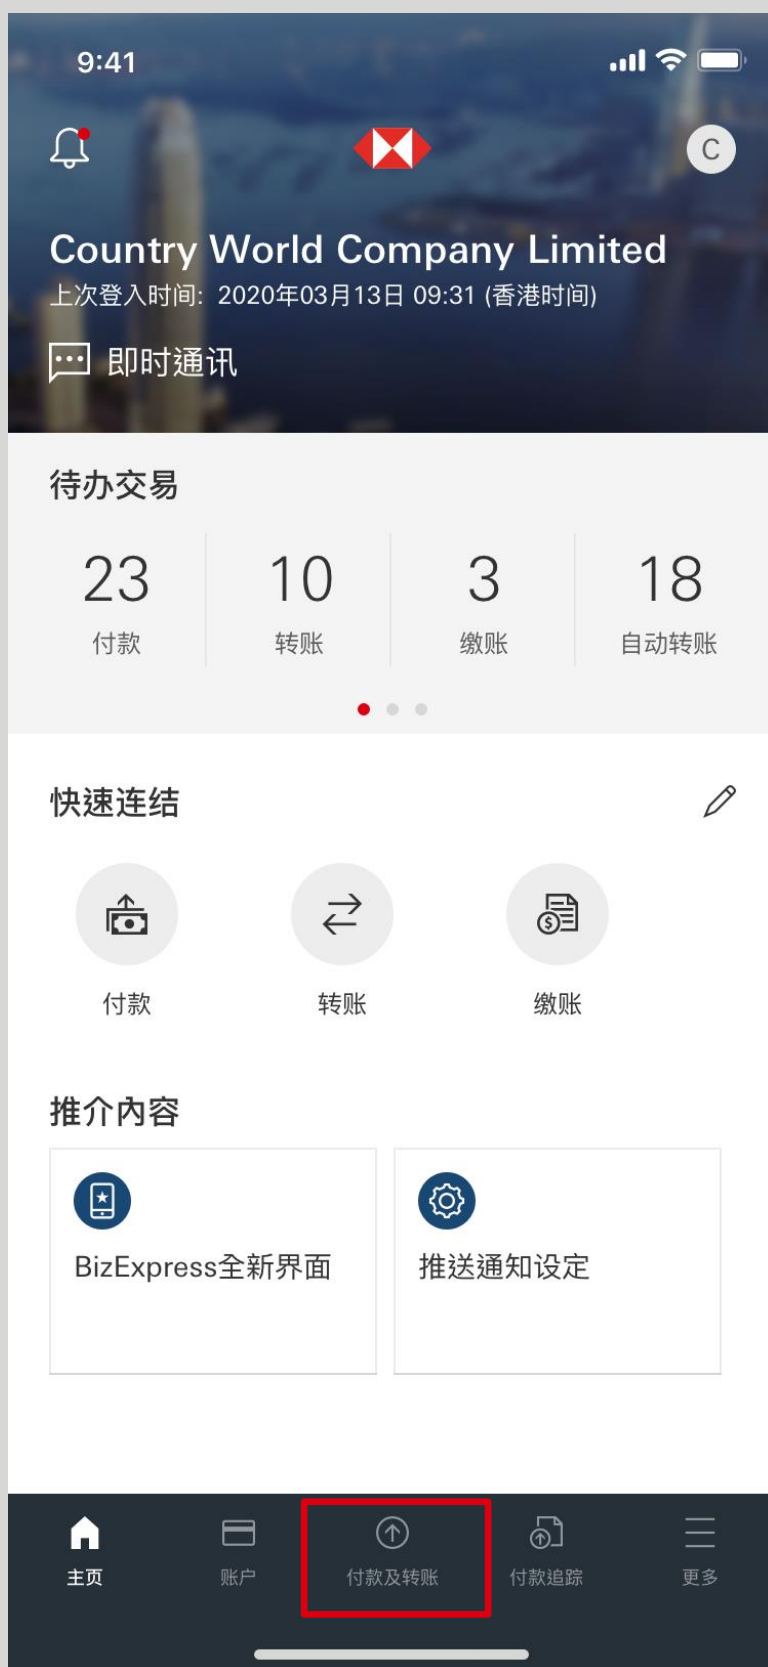 9:41
C
Country World Company Limited
上次登入时间: 2020年03月13日 09:31 (香港时间)
即时通讯
待办交易
23 10 3 18
付款 转账 缴账 自动转账
快速连结
付款 转账 缴账
推介内容
BizExpress全新界面 推送通知设定
主页 账户 付款及转账 付款追踪 更多